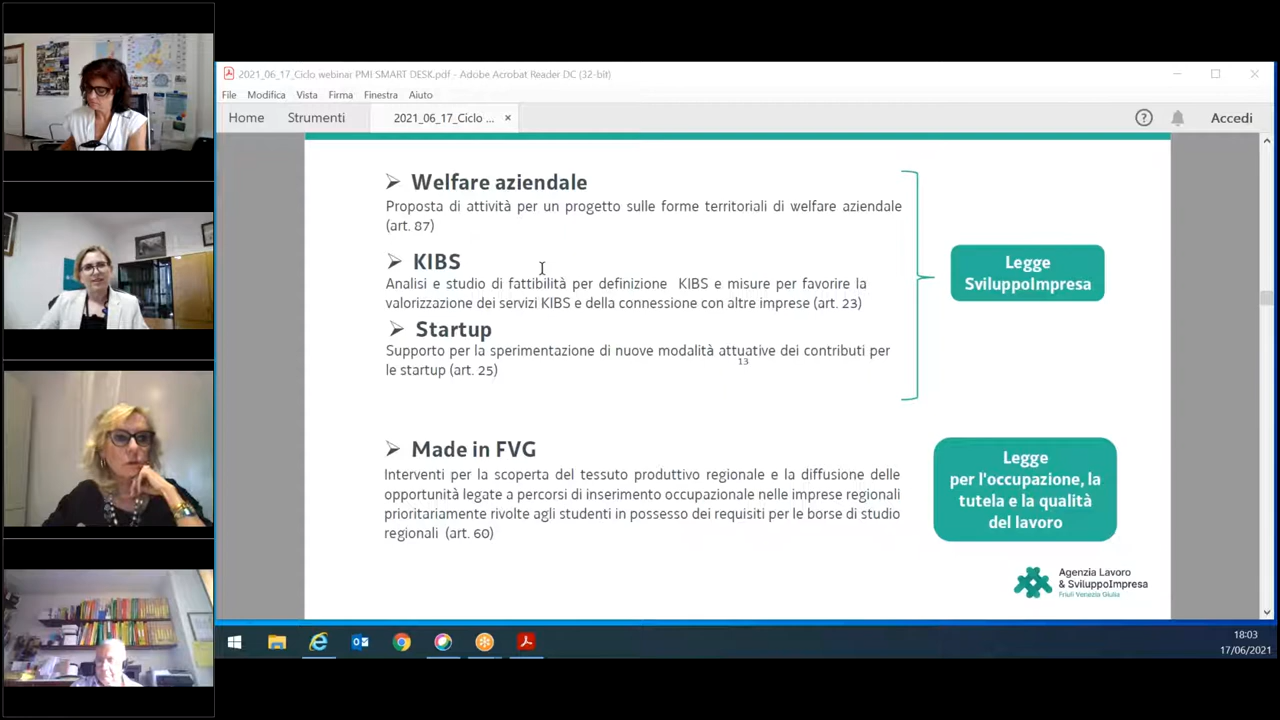 2021_06_17_Ciclo webinar PMI SMART DESK.pdf - Adobe Acrobat Reader DC (32-bit)
File Modifica Vista Firma Finestra Aiuto
Home Strumenti 2021_06_17_Ciclo ... × Accedi
Welfare aziendale
Proposta di attività per un progetto sulle forme territoriali di welfare aziendale
(art. 87)
KIBS
Analisi e studio di fattibilità per definizione KIBS e misure per favorire la
valorizzazione dei servizi KIBS e della connessione con altre imprese (art. 23)
Startup
Supporto per la sperimentazione di nuove modalità attuative dei contributi per
le startup (art. 25)
13
Legge
SviluppoImpresa
Made in FVG
Interventi per la scoperta del tessuto produttivo regionale e la diffusione delle
opportunità legate a percorsi di inserimento occupazionale nelle imprese regionali
prioritariamente rivolte agli studenti in possesso dei requisiti per le borse di studio
regionali (art. 60)
Legge
per l'occupazione, la
tutela e la qualità
del lavoro
Agenzia Lavoro
& SviluppoImpresa
Friuli Venezia Giulia
18:03
17/06/2021